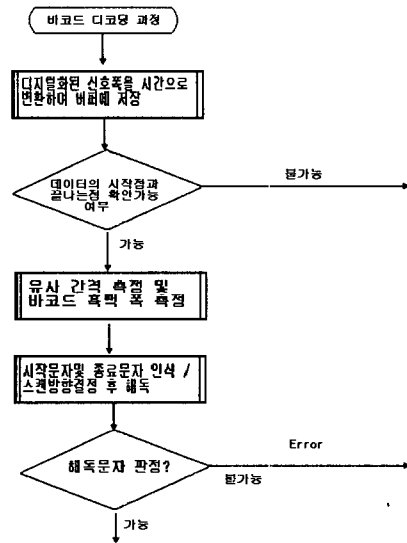 바코드 디코딩 과정
디지털화된 신호폭을 시간으로
변환하여 버퍼에 저장
데이터의 시작점과
끝나는점 확인가능
여부
불가능
가능
유사 간격 측정 및
바코드 흑백 폭 측정
시작문자및 종료문자 인식 /
스캔방향결정 후 해독
Error
해독문자 판정?
불가능
가능